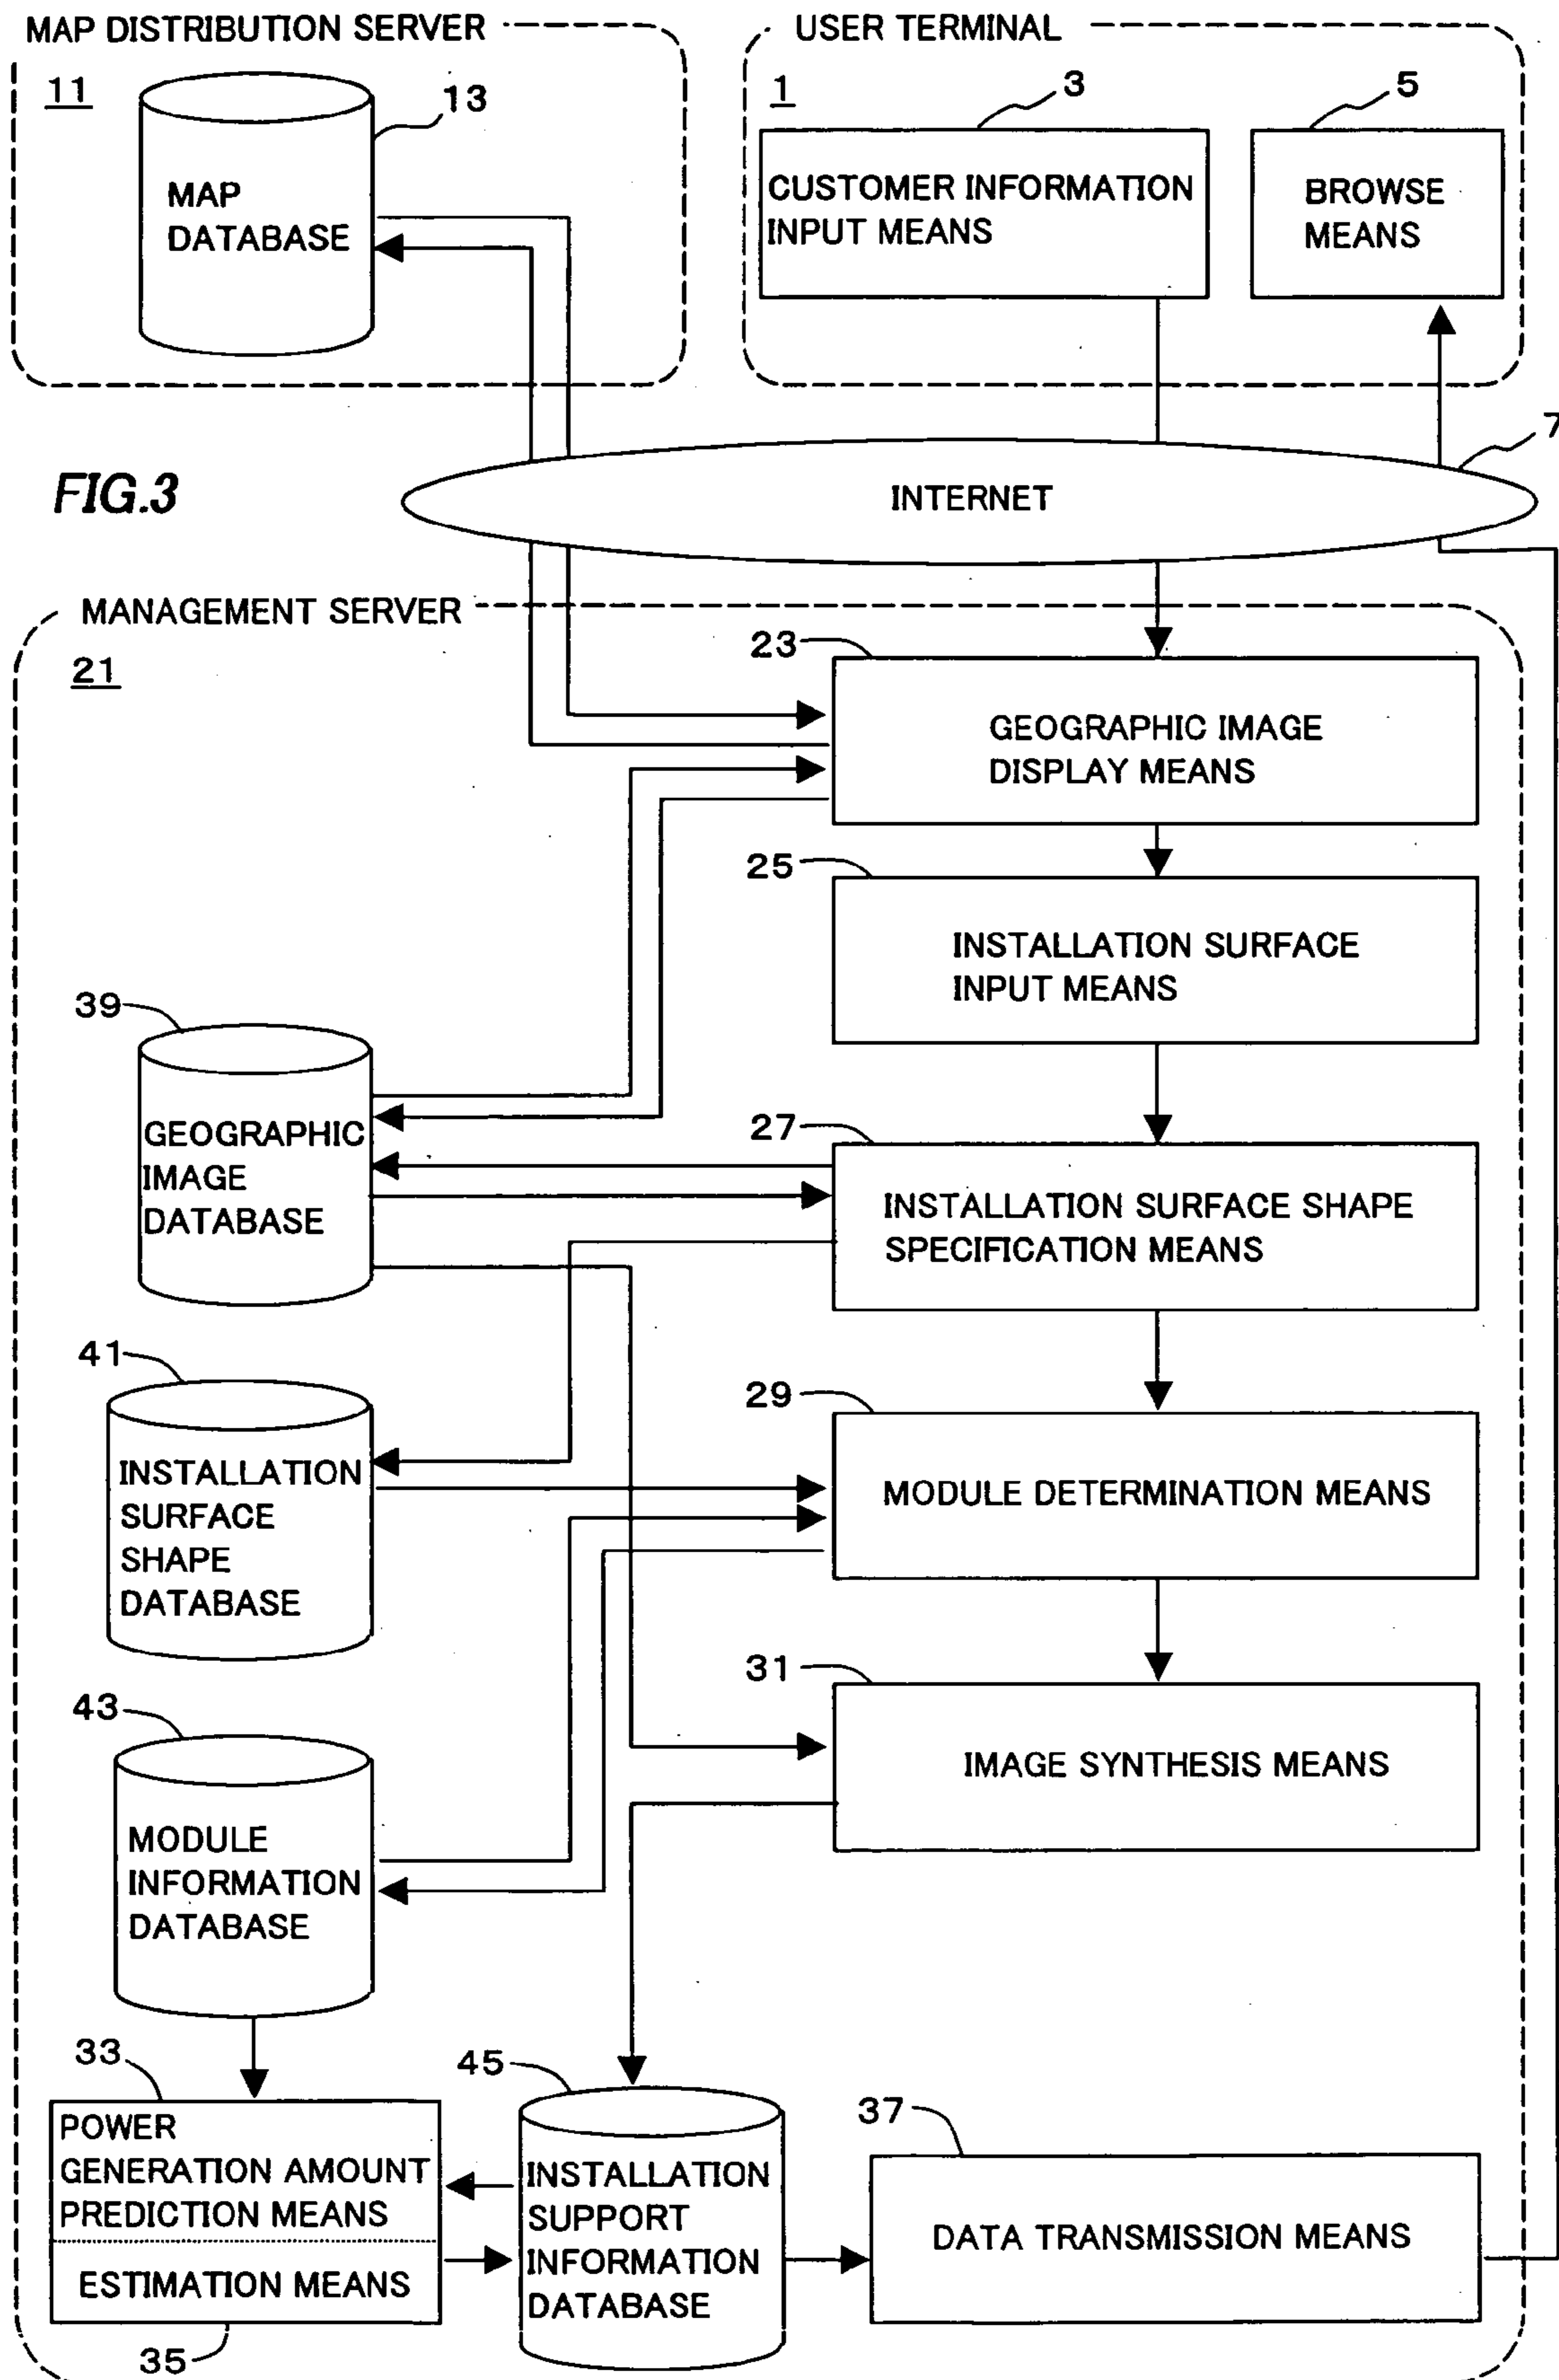 MAP DISTRIBUTION SERVER
11
13
MAP
DATABASE
USER TERMINAL
1
3
5
CUSTOMER INFORMATION
INPUT MEANS
BROWSE
MEANS
7
FIG.3
INTERNET
MANAGEMENT SERVER
21
23
GEOGRAPHIC IMAGE
DISPLAY MEANS
25
INSTALLATION SURFACE
INPUT MEANS
39
GEOGRAPHIC
IMAGE
DATABASE
27
INSTALLATION SURFACE SHAPE
SPECIFICATION MEANS
41
INSTALLATION
SURFACE
SHAPE
DATABASE
29
MODULE DETERMINATION MEANS
31
IMAGE SYNTHESIS MEANS
43
MODULE
INFORMATION
DATABASE
33
POWER
GENERATION AMOUNT
PREDICTION MEANS
ESTIMATION MEANS
35
45
INSTALLATION
SUPPORT
INFORMATION
DATABASE
37
DATA TRANSMISSION MEANS